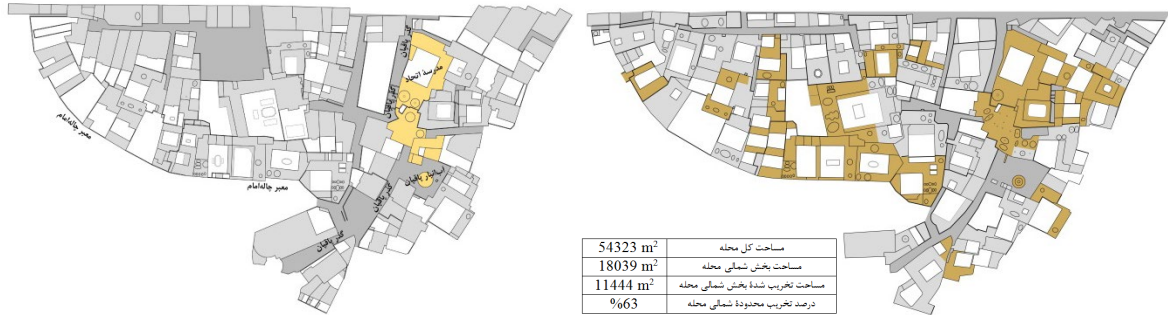 گذر باقیان
مدرسهٔ اتحاد
گذر باقیان
معبر چاله‌امام
معبر چاله‌امام
آب‌انبار باقیان
گذر باقیان
گذر باقیان
مساحت کل محله 54323 m²
مساحت بخش شمالی محله 18039 m²
مساحت تخریب شدهٔ بخش شمالی محله 11444 m²
درصد تخریب محدودهٔ شمالی محله %63